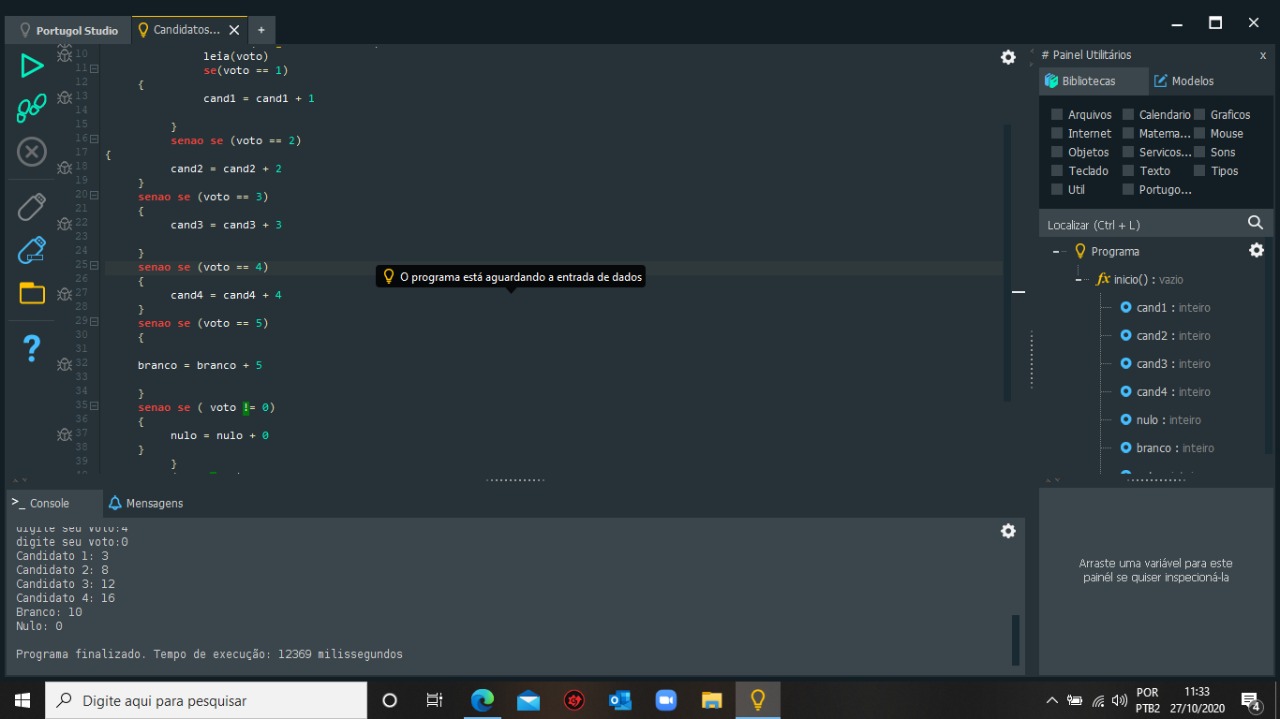 Portugol Studio
Candidatos...
10
leia(voto)
11
se(voto == 1)
12
{
13
cand1 = cand1 + 1
14
15
}
16
senao se (voto == 2)
17
{
18
cand2 = cand2 + 2
19
}
20
senao se (voto == 3)
21
{
22
cand3 = cand3 + 3
23
24
}
25
senao se (voto == 4)
26
{
27
cand4 = cand4 + 4
28
}
29
senao se (voto == 5)
30
{
31
32
branco = branco + 5
33
34
}
35
senao se ( voto != 0)
36
{
37
nulo = nulo + 0
38
}
39
}
O programa está aguardando a entrada de dados
# Painel Utilitários x
Bibliotecas Modelos
Arquivos Calendario Graficos
Internet Matema... Mouse
Objetos Servicos... Sons
Teclado Texto Tipos
Util Portugo...
Localizar (Ctrl + L)
Programa
fx inicio() : vazio
cand1 : inteiro
cand2 : inteiro
cand3 : inteiro
cand4 : inteiro
nulo : inteiro
branco : inteiro
>_ Console Mensagens
digite seu voto:4
digite seu voto:0
Candidato 1: 3
Candidato 2: 8
Candidato 3: 12
Candidato 4: 16
Branco: 10
Nulo: 0
Programa finalizado. Tempo de execução: 12369 milissegundos
Arraste uma variável para este
painél se quiser inspecioná-la
Digite aqui para pesquisar
POR
PTB2
11:33
27/10/2020
4